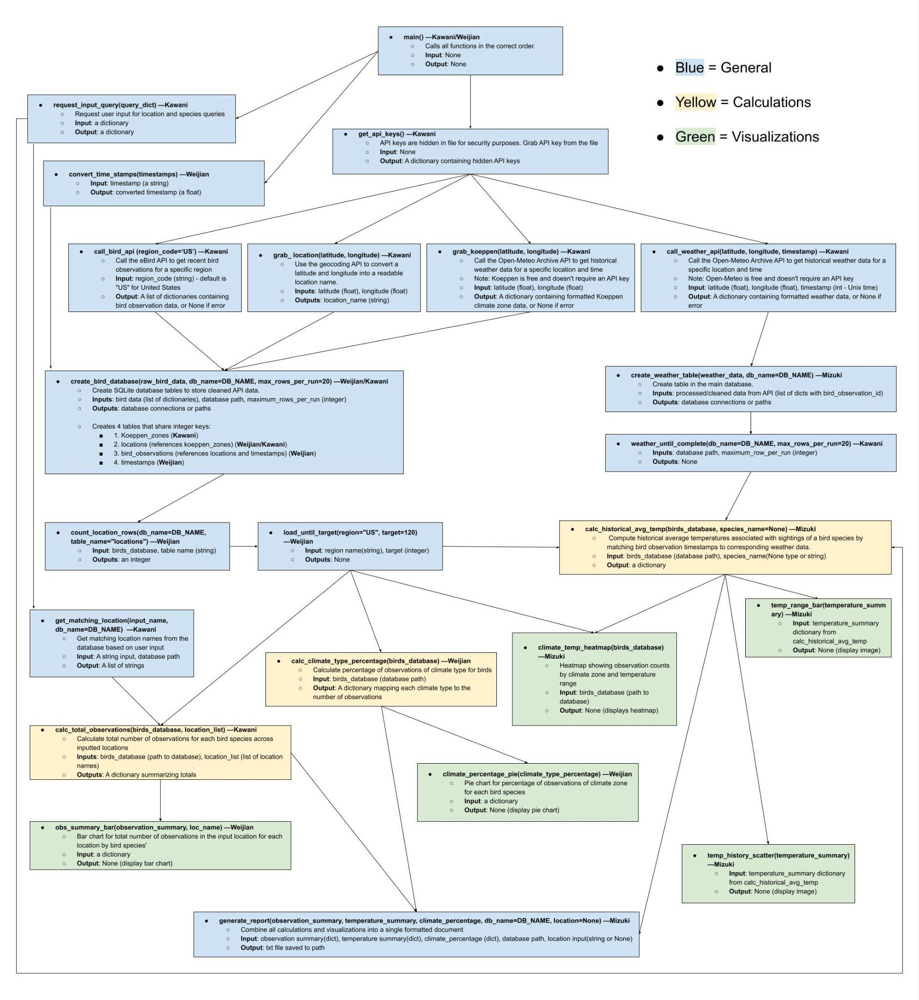 main() —Kawani/Weijian
Calls all functions in the correct order.
Input: None
Output: None
Blue = General
Yellow = Calculations
Green = Visualizations
request_input_query(query_dict) —Kawani
Request user input for location and species queries
Input: a dictionary
Output: a dictionary
get_api_keys() —Kawani
API keys are hidden in file for security purposes. Grab API key from the file
Input: None
Output: A dictionary containing hidden API keys
convert_time_stamps(timestamps) —Weijian
Input: timestamp (a string)
Output: converted timestamp (a float)
call_bird_api (region_code=‘US’) —Kawani
Call the eBird API to get recent bird
observations for a specific region
Input: region_code (string) - default is
"US" for United States
Output: A list of dictionaries containing
bird observation data, or None if error
grab_ location(latitude, longitude) —Kawani
Use the geocoding API to convert a
latitude and longitude into a readable
location name.
Inputs: latitude (float), longitude (float)
Outputs: location_name (string)
grab_koeppen(latitude, longitude) —Kawani
Call the Open-Meteo Archive API to get historical
weather data for a specific location and time
Note: Koeppen is free and doesn't require an API key
Input: latitude (float), longitude (float)
Output: A dictionary containing formatted Koeppen
climate zone data, or None if error
call_weather_api(latitude, longitude, timestamp) —Kawani
Call the Open-Meteo Archive API to get historical weather data for a
specific location and time
Note: Open-Meteo is free and doesn't require an API key
Input: latitude (float), longitude (float), timestamp (int - Unix time)
Output: A dictionary containing formatted weather data, or None if
error
create_bird_database(raw_bird_data, db_name=DB_NAME, max_rows_per_run=20) —Weijian/Kawani
Create SQLite database tables to store cleaned API data.
Inputs: bird data (list of dictionaries), database path, maximum_rows_per_run (integer)
Outputs: database connections or paths
Creates 4 tables that share integer keys:
1. Koeppen_zones (Kawani)
2. locations (references koeppen_zones) (Weijian/Kawani)
3. bird_observations (references locations and timestamps) (Weijian)
4. timestamps (Weijian)
create_weather_table(weather_data, db_name=DB_NAME) —Mizuki
Create table in the main database.
Inputs: processed/cleaned data from API (list of dicts with bird_observation_id)
Outputs: database connections or paths
weather_until_complete(db_name=DB_NAME, max_rows_per_run=20) —Kawani
Inputs: database path, maximum_row_per_run (integer)
Outputs: None
count_location_rows(db_name=DB_NAME,
table_name="locations") —Weijian
Input: birds_database, table name (string)
Outputs: an integer
load_until_target(region="US", target=120)
—Weijian
Input: region name(string), target (integer)
Outputs: None
calc_historical_avg_temp(birds_database, species_name=None) —Mizuki
Compute historical average temperatures associated with sightings of a bird species by
matching bird observation timestamps to corresponding weather data.
Input: birds_database (database path), species_name(None type or string)
Output: a dictionary
get_matching_location(input_name,
db_name=DB_NAME) —Kawani
Get matching location names from the
database based on user input
Input: A string input, database path
Output: A list of strings
calc_climate_type_percentage(birds_database) —Weijian
Calculate percentage of observations of climate type for birds
Input: birds_database (database path)
Output: A dictionary mapping each climate type to the
number of observations
climate_temp_heatmap(birds_database)
—Mizuki
Heatmap showing observation counts
by climate zone and temperature
range
Input: birds_database (path to
database)
Output: None (displays heatmap)
temp_range_bar(temperature_summ
ary) —Mizuki
Input: temperature_summary
dictionary from
calc_historical_avg_temp
Output: None (display image)
calc_total_observations(birds_database, location_list) —Kawani
Calculate total number of observations for each bird species across
inputted locations
Inputs: birds_database (path to database), location_list (list of location
names)
Outputs: A dictionary summarizing totals
climate_percentage_pie(climate_type_percentage) —Weijian
Pie chart for percentage of observations of climate zone
for each bird species
Input: a dictionary
Output: None (display pie chart)
obs_summary_bar(observation_summary, loc_name) —Weijian
Bar chart for total number of observations in the input location for each
location by bird species'
Input: a dictionary
Output: None (display bar chart)
temp_history_scatter(temperature_summary)
—Mizuki
Input: temperature_summary dictionary
from calc_historical_avg_temp
Output: None (display image)
generate_report(observation_summary, temperature_summary, climate_percentage, db_name=DB_NAME, location=None) —Mizuki
Combine all calculations and visualizations into a single formatted document
Input: observation summary(dict), temperature summary(dict), climate_percentage (dict), database path, location input(string or None)
Output: txt file saved to path